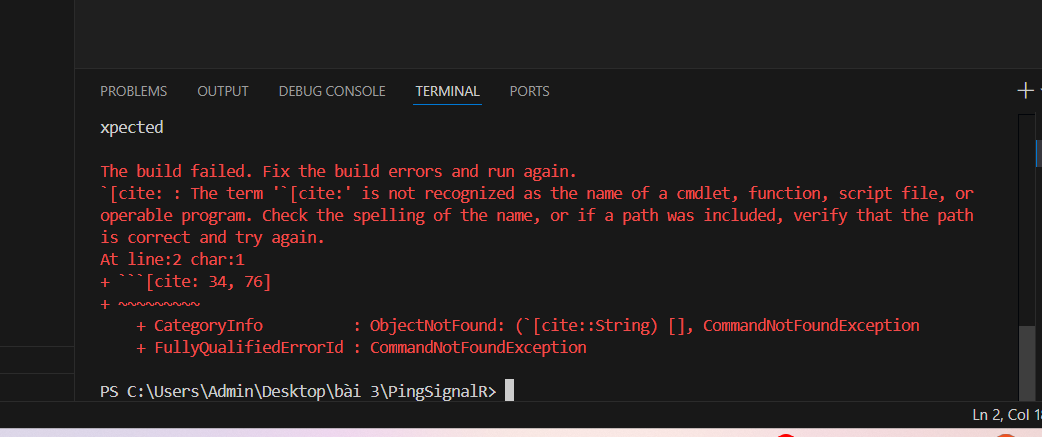 PROBLEMS OUTPUT DEBUG CONSOLE TERMINAL PORTS
xpected
The build failed. Fix the build errors and run again.
`[cite: : The term '`[cite:' is not recognized as the name of a cmdlet, function, script file, or
operable program. Check the spelling of the name, or if a path was included, verify that the path
is correct and try again.
At line:2 char:1
+ ```[cite: 34, 76]
+ ~~~~~~~~~
+ CategoryInfo : ObjectNotFound: (`[cite::String) [], CommandNotFoundException
+ FullyQualifiedErrorId : CommandNotFoundException
PS C:\Users\Admin\Desktop\bài 3\PingSignalR>
Ln 2, Col